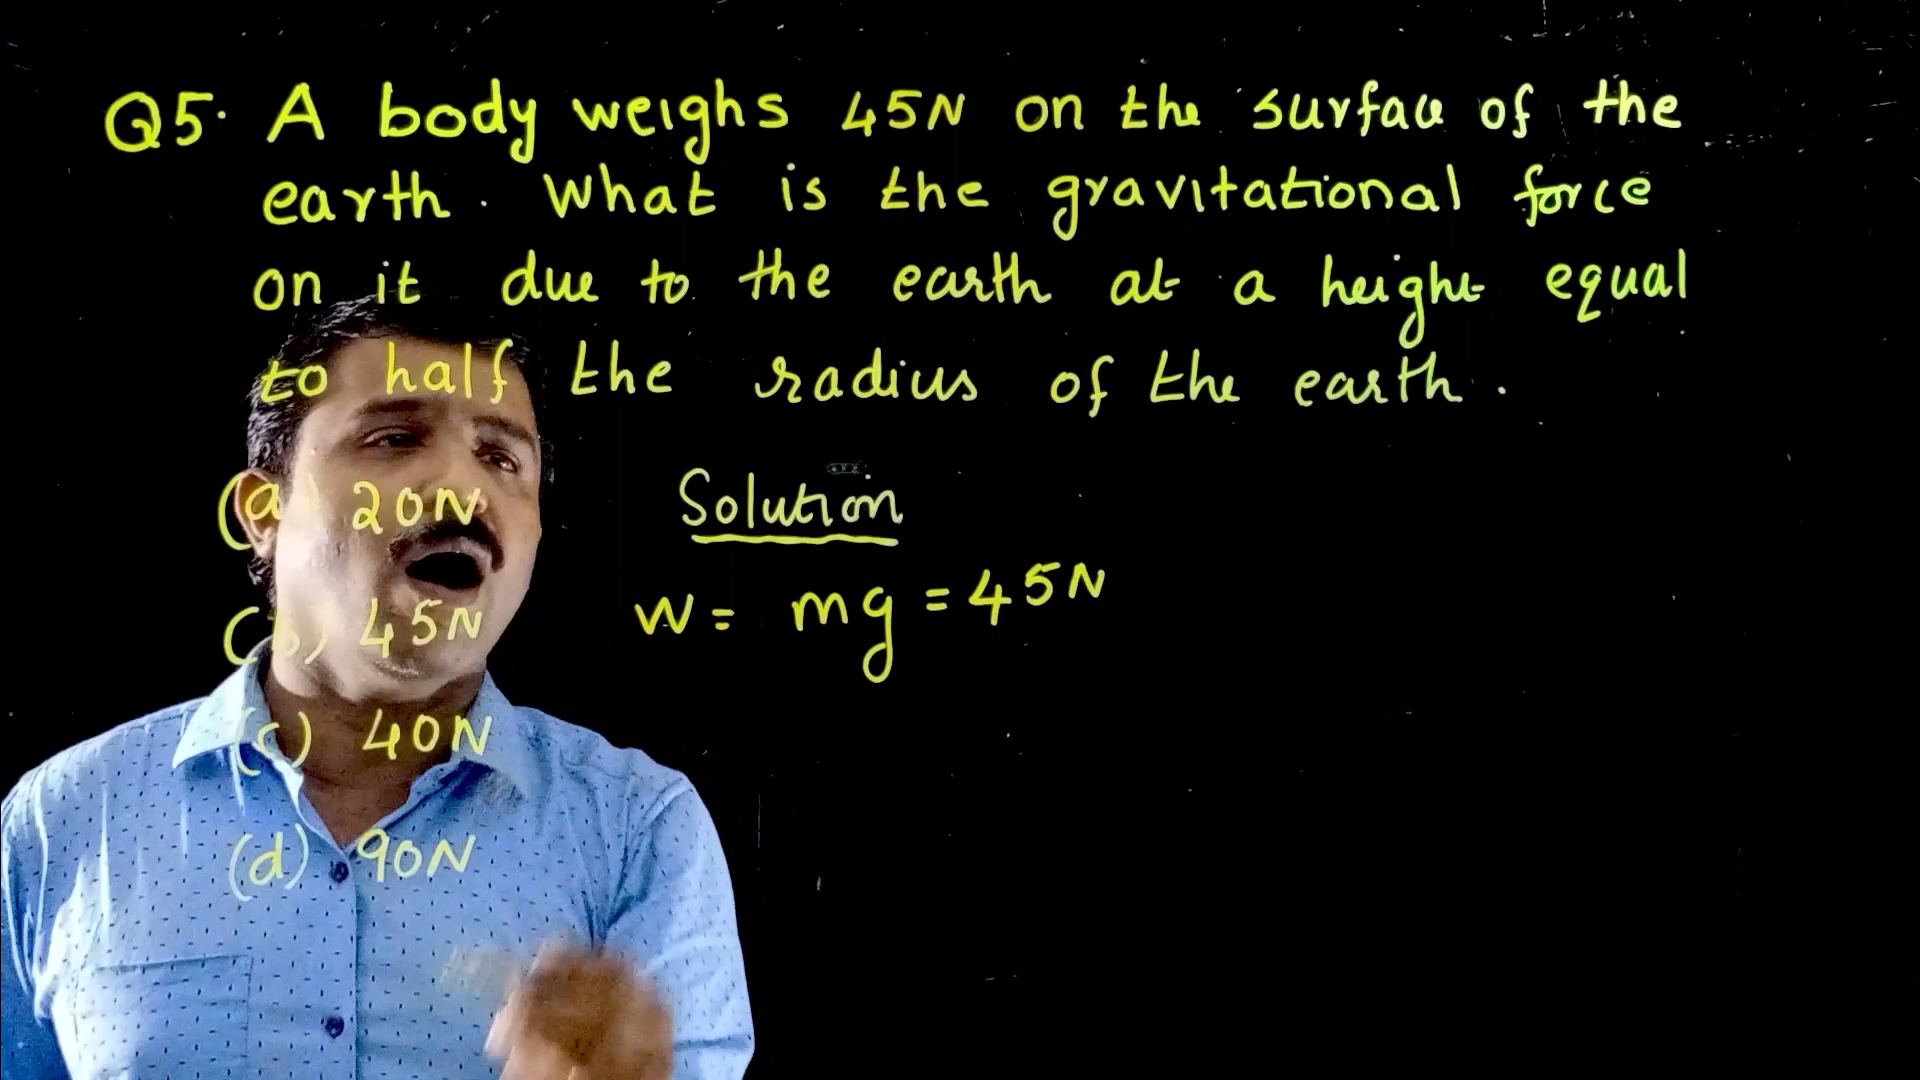 Q5. A body weighs 45N on the surface of the
earth. What is the gravitational force
on it due to the earth at a height equal
to half the radius of the earth.
(a) 20N
(b) 45N
(c) 40N
(d) 90N
Solution
W = mg = 45N